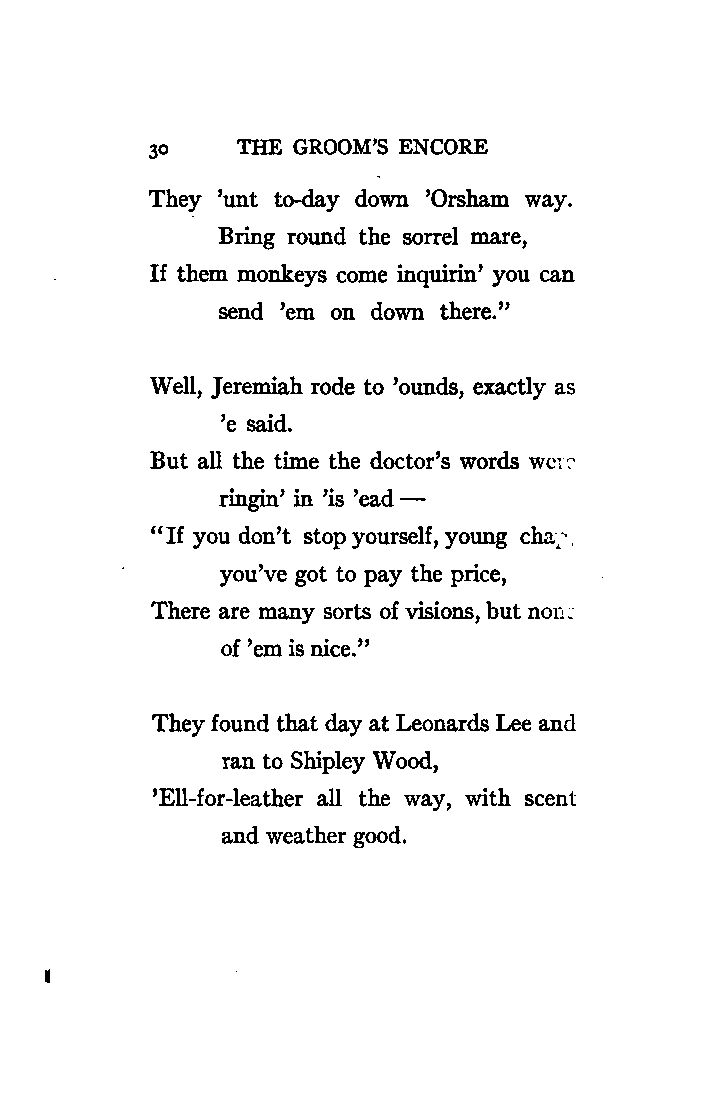 30 THE GROOM'S ENCORE
They 'unt to-day down 'Orsham way.
Bring round the sorrel mare,
If them monkeys come inquirin' you can
send 'em on down there."
Well, Jeremiah rode to 'ounds, exactly as
'e said.
But all the time the doctor's words were
ringin' in 'is 'ead —
"If you don't stop yourself, young chap,
you've got to pay the price,
There are many sorts of visions, but none
of 'em is nice."
They found that day at Leonards Lee and
ran to Shipley Wood,
'Ell-for-leather all the way, with scent
and weather good.